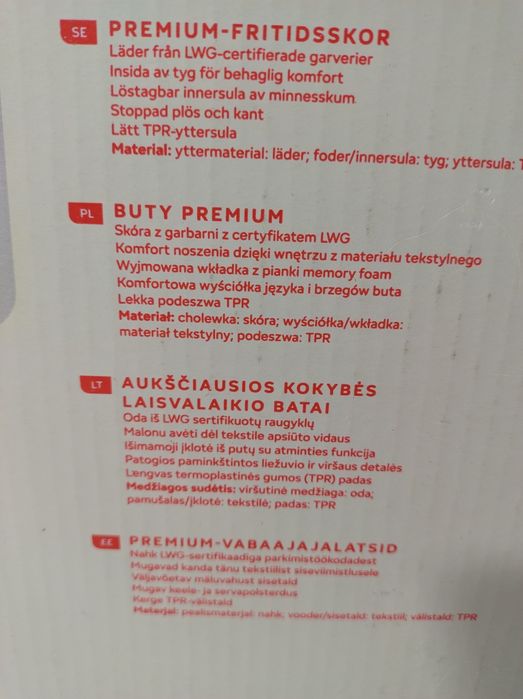 SE PREMIUM-FRITIDSSKOR
Läder från LWG-certifierade garverier
Insida av tyg för behaglig komfort
Löstagbar innersula av minnesskum
Stoppad plös och kant
Lätt TPR-yttersula
Material: yttermaterial: läder; foder/innersula: tyg; yttersula: T
PL BUTY PREMIUM
Skóra z garbarni z certyfikatem LWG
Komfort noszenia dzięki wnętrzu z materiału tekstylnego
Wyjmowana wkładka z pianki memory foam
Komfortowa wyściółka języka i brzegów buta
Lekka podeszwa TPR
Materiał: cholewka: skóra; wyściółka/wkładka:
materiał tekstylny; podeszwa: TPR
LT AUKŠČIAUSIOS KOKYBĖS
LAISVALAIKIO BATAI
Oda iš LWG sertifikuotų raugyklų
Malonu avėti dėl tekstile apsiūto vidaus
Išimamoji įklotė iš putų su atminties funkcija
Patogios paminkštintos liežuvio ir viršaus detalės
Lengvas termoplastinės gumos (TPR) padas
Medžiagos sudėtis: viršutinė medžiaga: oda;
pamušalas/įklotė: tekstilė; padas: TPR
EE PREMIUM-VABAAJAJALATSID
Nahk LWG-sertifikaadiga parkimistöökodadest
Mugavad kanda tänu tekstiilist siseviimistlusele
Väljavõetav mäluvahust sisetald
Mugav keele- ja servapolsterdus
Kerge TPR-välistald
Materjal: pealismaterjal: nahk; vooder/sisetald: tekstiil; välistald: TPR